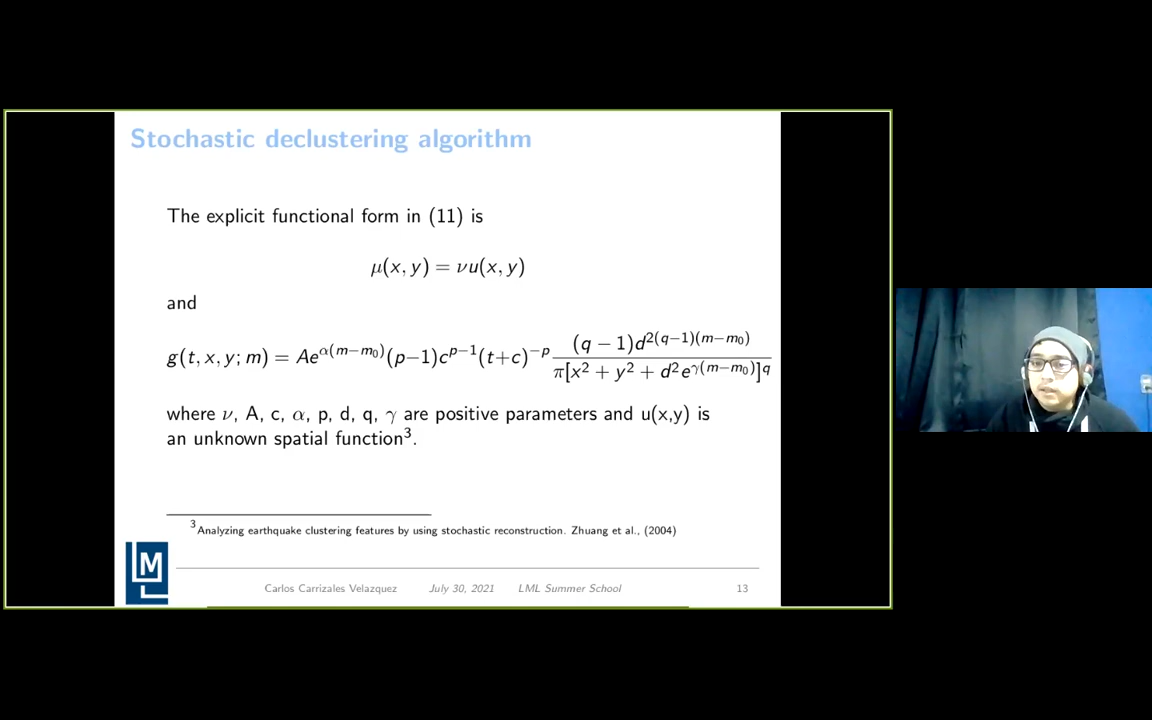 Stochastic declustering algorithm
The explicit functional form in (11) is
μ(x, y) = νu(x, y)
and
g(t, x, y; m) = Ae^{α(m−m₀)}(p−1)c^{p−1}(t+c)^{−p} \frac{(q − 1)d^{2(q−1)(m−m₀)}}{π[x² + y² + d²e^{γ(m−m₀)}]^q}
where ν, A, c, α, p, d, q, γ are positive parameters and u(x,y) is
an unknown spatial function³.
³Analyzing earthquake clustering features by using stochastic reconstruction. Zhuang et al., (2004)
LML
Carlos Carrizales Velazquez July 30, 2021 LML Summer School 13